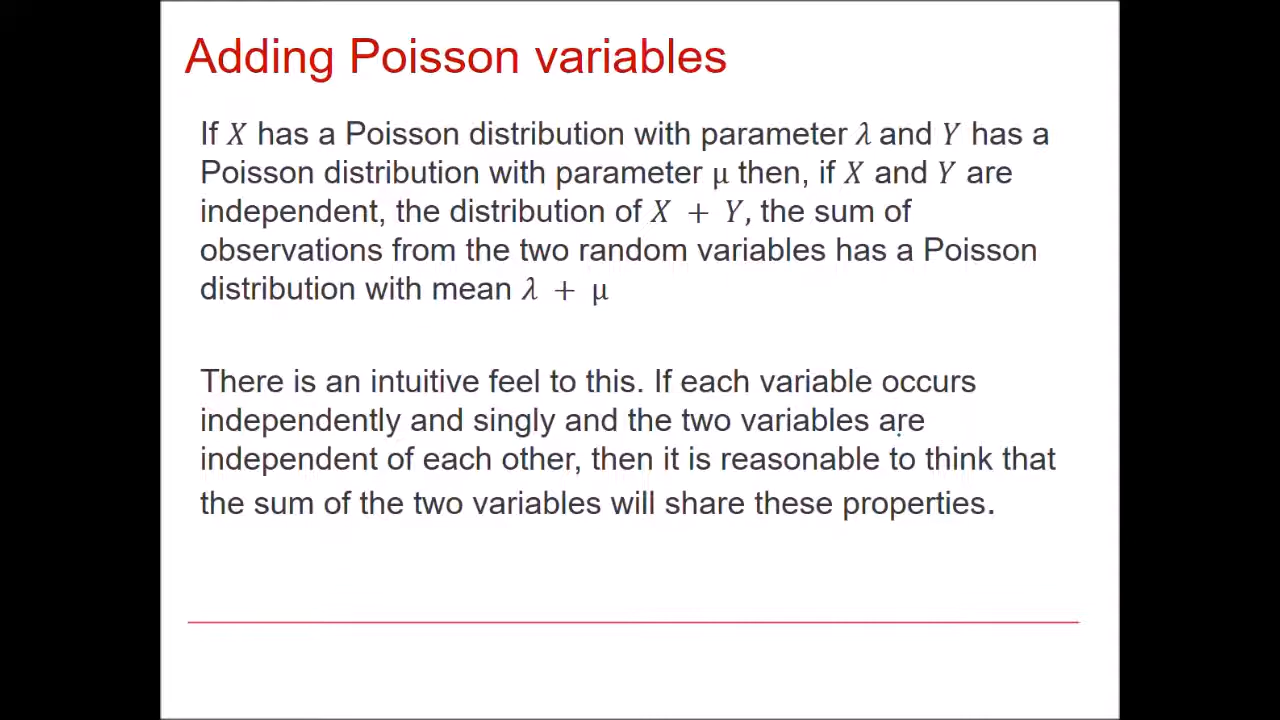 Adding Poisson variables
If X has a Poisson distribution with parameter λ and Y has a
Poisson distribution with parameter μ then, if X and Y are
independent, the distribution of X + Y, the sum of
observations from the two random variables has a Poisson
distribution with mean λ + μ
There is an intuitive feel to this. If each variable occurs
independently and singly and the two variables are
independent of each other, then it is reasonable to think that
the sum of the two variables will share these properties.